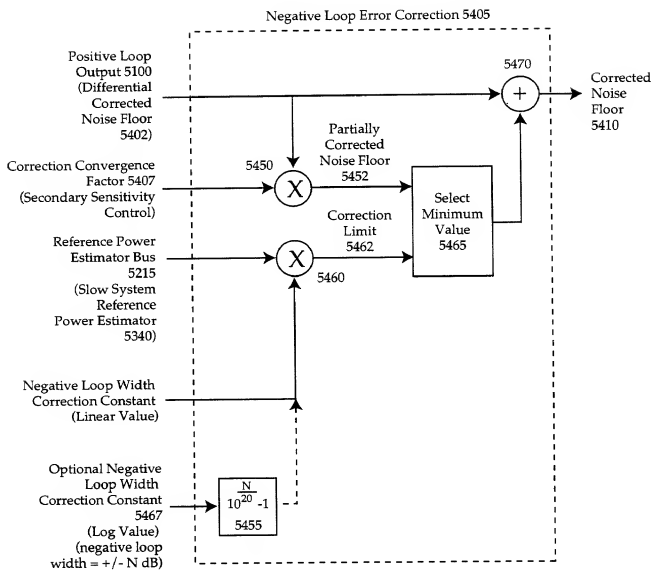 Negative Loop Error Correction 5405
Positive Loop
Output 5100
(Differential
Corrected
Noise Floor
5402)
5470
+
Corrected
Noise
Floor
5410
Correction Convergence
Factor 5407
(Secondary Sensitivity
Control)
5450
X
Partially
Corrected
Noise Floor
5452
Select
Minimum
Value
5465
Reference Power
Estimator Bus
5215
(Slow System
Reference
Power Estimator
5340)
X
5460
Correction
Limit
5462
Negative Loop Width
Correction Constant
(Linear Value)
Optional Negative
Loop Width
Correction Constant
5467
(Log Value)
(negative loop
width = +/- N dB)
N
10 20 -1
5455